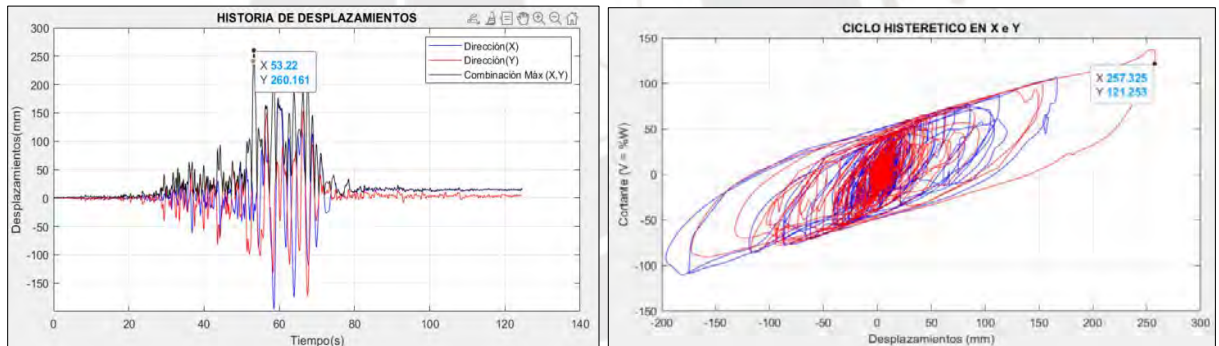 HISTORIA DE DESPLAZAMIENTOS
300
250
200
150
100
50
0
-50
-100
-150
Desplazamientos(mm)
X 53.22
Y 260.161
Dirección(X)
Dirección(Y)
Combinación Máx (X,Y)
0
20
40
60
80
100
120
140
Tiempo(s)
CICLO HISTERETICO EN X e Y
150
100
50
0
-50
-100
-150
Cortante (V = %W)
X 257.325
Y 121.253
-200
-150
-100
-50
0
50
100
150
200
250
300
Desplazamientos (mm)